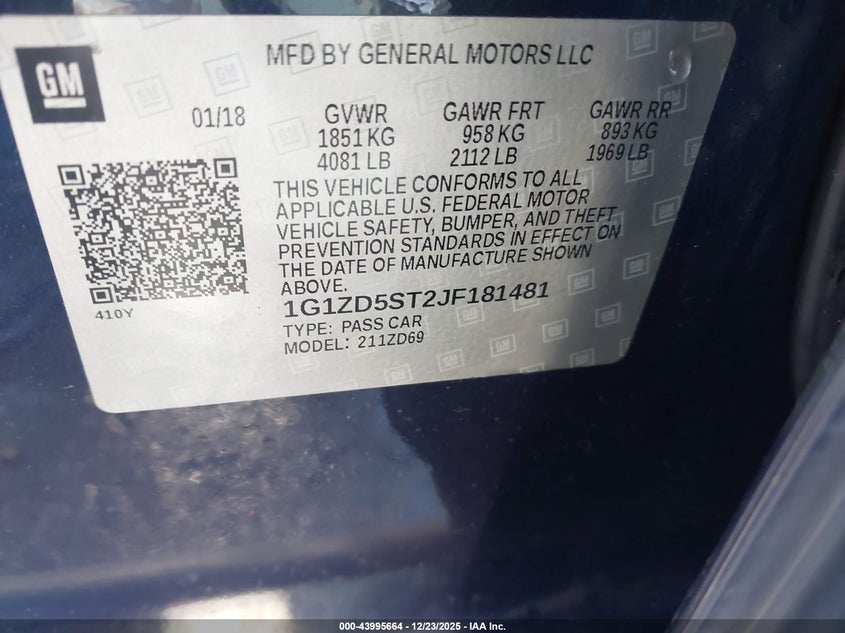 GM
MFD BY GENERAL MOTORS LLC
01/18
GVWR
1851 KG
4081 LB
GAWR FRT
958 KG
2112 LB
GAWR RR
893 KG
1969 LB
THIS VEHICLE CONFORMS TO ALL
APPLICABLE U.S. FEDERAL MOTOR
VEHICLE SAFETY, BUMPER, AND THEFT
PREVENTION STANDARDS IN EFFECT ON
THE DATE OF MANUFACTURE SHOWN
ABOVE.
410Y
1G1ZD5ST2JF181481
TYPE: PASS CAR
MODEL: 211ZD69
000-43995664 | 12/23/2025 - IAA Inc.